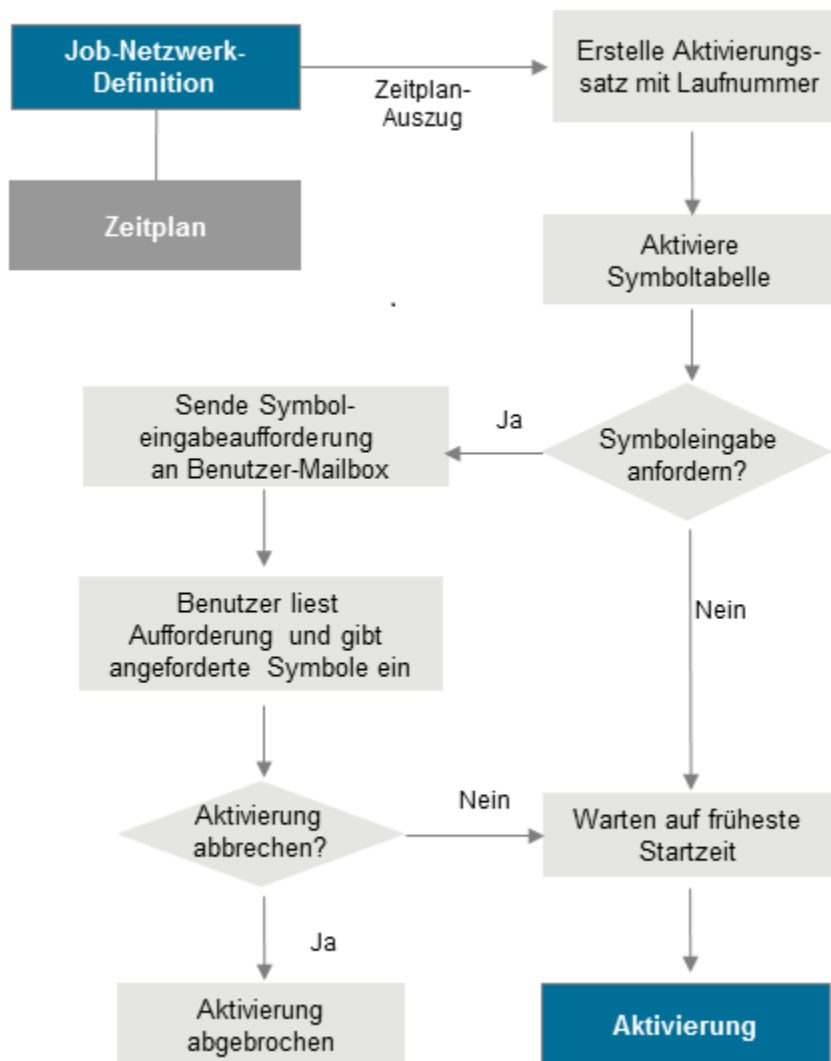 Job-Netzwerk-
Definition
Zeitplan-
Auszug
Erstelle Aktivierungs-
satz mit Laufnummer
Zeitplan
Aktiviere
Symboltabelle
.
Sende Symbol-
eingabeaufforderung
an Benutzer-Mailbox
Ja
Symboleingabe
anfordern?
Benutzer liest
Aufforderung und gibt
angeforderte Symbole ein
Nein
Aktivierung
abbrechen?
Nein
Warten auf früheste
Startzeit
Ja
Aktivierung
abgebrochen
Aktivierung